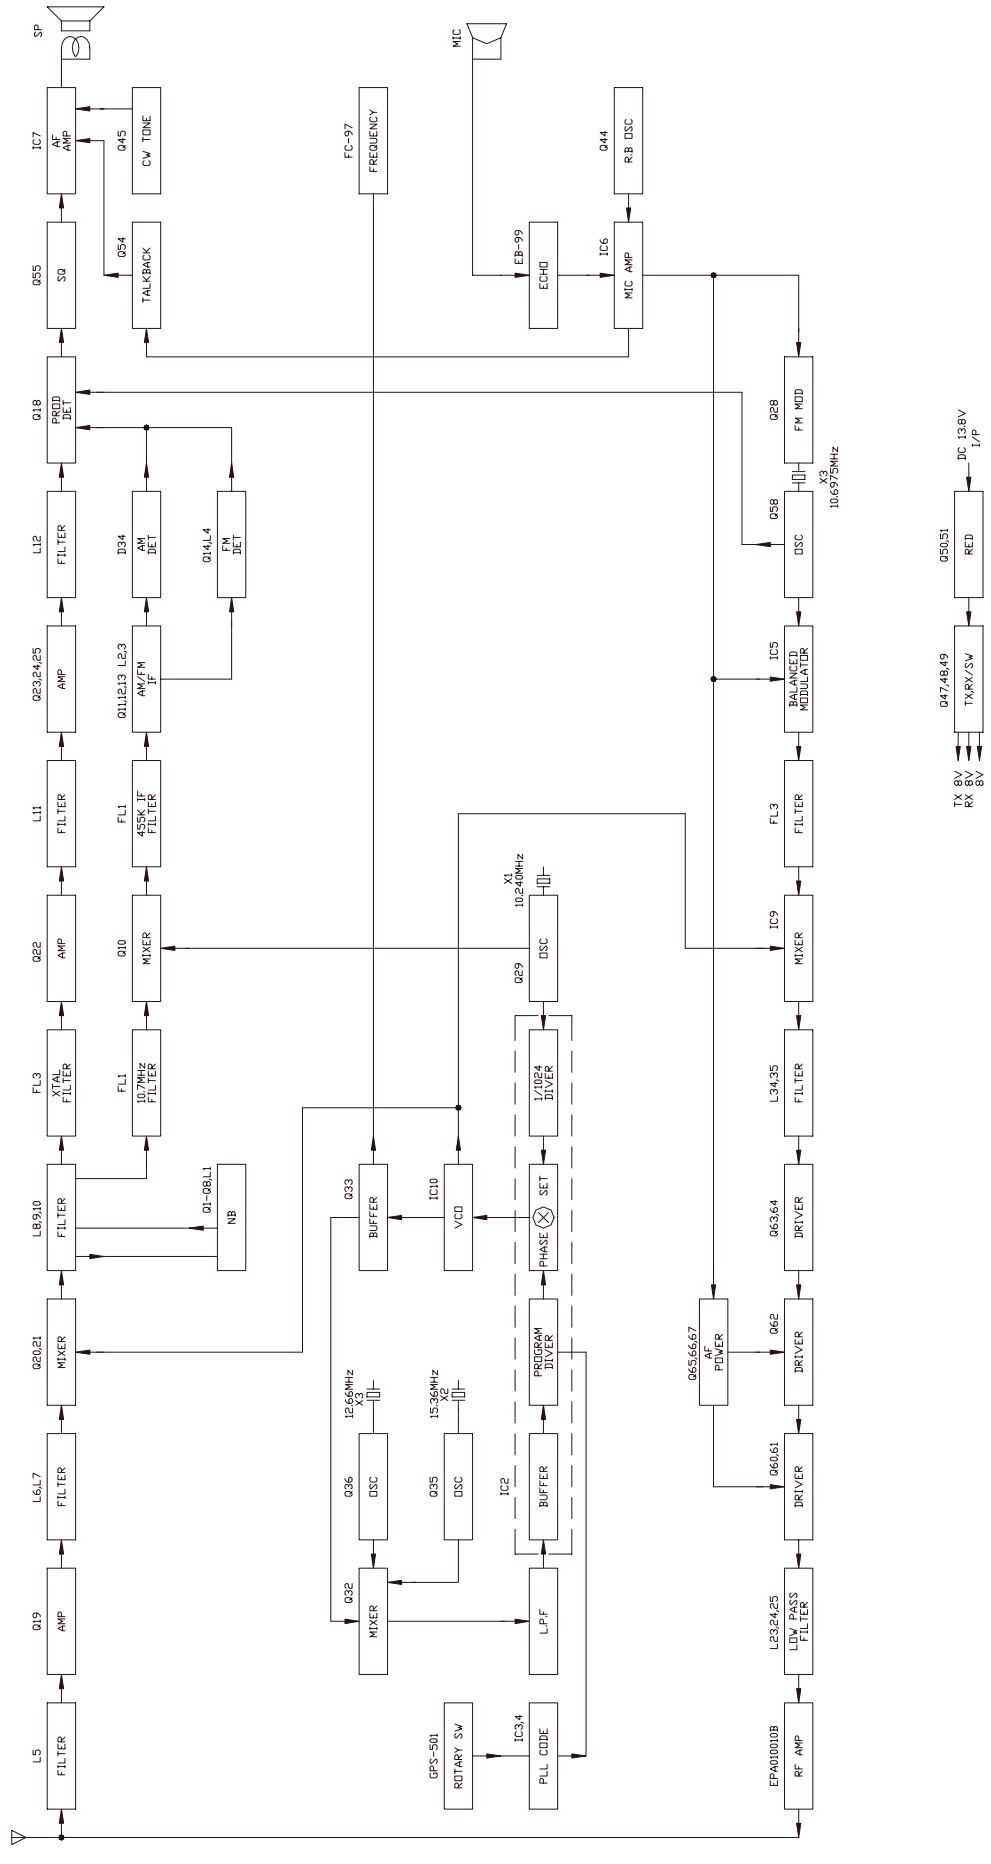 L5
FILTER
Q19
AMP
L6,L7
FILTER
Q20,21
MIXER
L8,9,10
FILTER
FL3
XTAL
FILTER
Q22
AMP
L11
FILTER
Q23,24,25
AMP
L12
FILTER
Q18
PROD
DET
Q55
SQ
IC7
AF
AMP
SP
FL1
10.7MHz
FILTER
Q10
MIXER
FL1
455K IF
FILTER
Q11,12,13 L2,3
AM/FM
IF
D34
AM
DET
Q54
TALKBACK
Q45
CW TONE
Q1-Q8,L1
NB
Q14,L4
FM
DET
Q32
MIXER
Q36
OSC
12.66MHz
X3
Q33
BUFFER
FC-97
FREQUENCY
GPS-501
ROTARY SW
Q35
OSC
15.36MHz
X2
IC10
VCO
MIC
IC3,4
PLL CODE
L.P.F
IC2
BUFFER
PROGRAM
DIVER
PHASE
SET
1/1024
DIVER
Q29
OSC
X1
10.240MHz
EB-99
ECHO
IC6
MIC AMP
Q44
R.B OSC
Q65,66,67
AF
POWER
EPA010010B
RF AMP
L23,24,25
LOW PASS
FILTER
Q60,61
DRIVER
Q62
DRIVER
Q63,64
DRIVER
L34,35
FILTER
IC9
MIXER
FL3
FILTER
IC5
BALANCED
MODULATOR
Q58
OSC
X3
10.6975MHz
Q28
FM MOD
TX 8V
RX 8V
8V
Q47,48,49
TX,RX/SW
Q50,51
RED
DC 13.8V
I/P